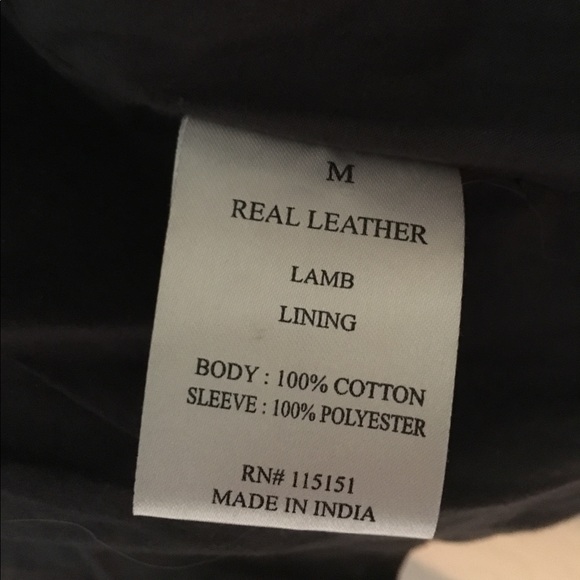 M
REAL LEATHER
LAMB
LINING
BODY : 100% COTTON
SLEEVE : 100% POLYESTER
RN# 115151
MADE IN INDIA